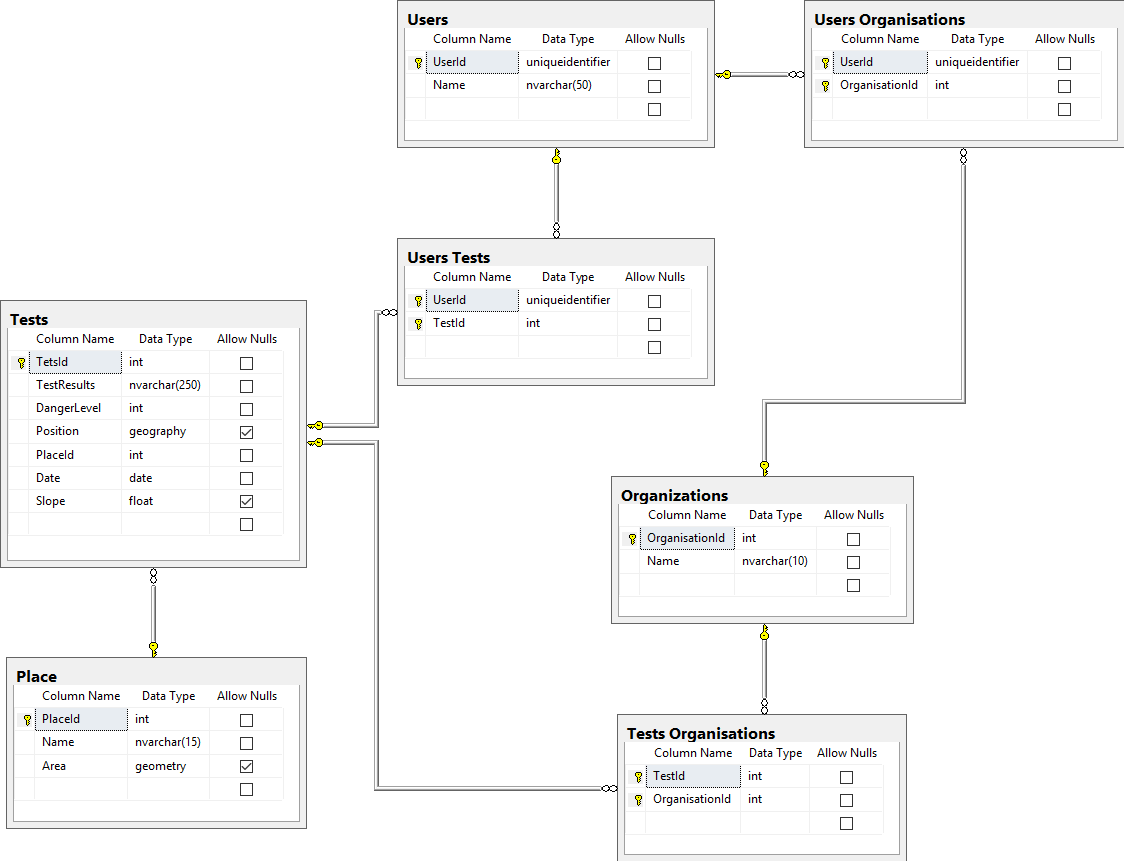 Users
Column Name Data Type Allow Nulls
UserId uniqueidentifier
Name nvarchar(50)
Users Organisations
Column Name Data Type Allow Nulls
UserId uniqueidentifier
OrganisationId int
Users Tests
Column Name Data Type Allow Nulls
UserId uniqueidentifier
TestId int
Tests
Column Name Data Type Allow Nulls
TetsId int
TestResults nvarchar(250)
DangerLevel int
Position geography
PlaceId int
Date date
Slope float
Organizations
Column Name Data Type Allow Nulls
OrganisationId int
Name nvarchar(10)
Place
Column Name Data Type Allow Nulls
PlaceId int
Name nvarchar(15)
Area geometry
Tests Organisations
Column Name Data Type Allow Nulls
TestId int
OrganisationId int